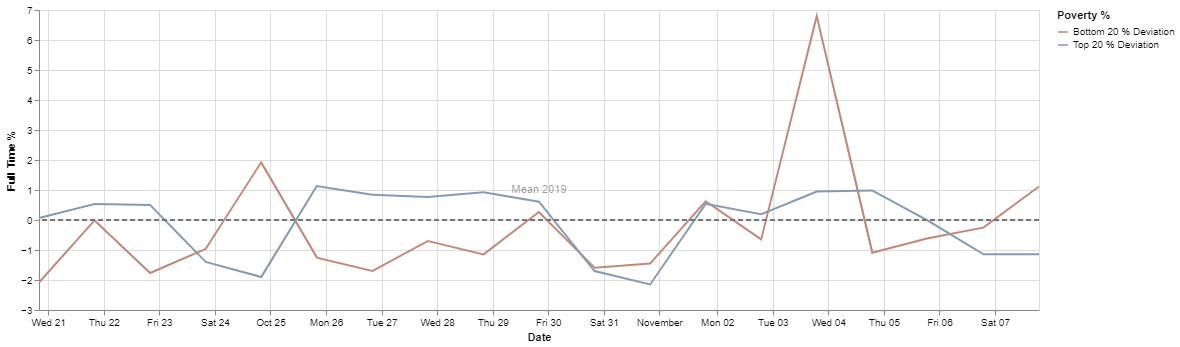 Poverty %
Bottom 20 % Deviation
Top 20 % Deviation
Full Time %
7
6
5
4
3
2
1
0
−1
−2
−3
Mean 2019
Wed 21 Thu 22 Fri 23 Sat 24 Oct 25 Mon 26 Tue 27 Wed 28 Thu 29 Fri 30 Sat 31 November Mon 02 Tue 03 Wed 04 Thu 05 Fri 06 Sat 07
Date